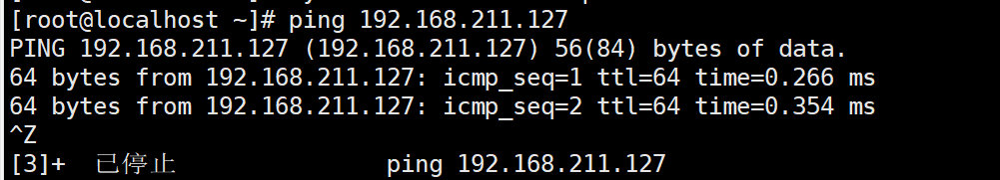 [root@localhost ~]# ping 192.168.211.127
PING 192.168.211.127 (192.168.211.127) 56(84) bytes of data.
64 bytes from 192.168.211.127: icmp_seq=1 ttl=64 time=0.266 ms
64 bytes from 192.168.211.127: icmp_seq=2 ttl=64 time=0.354 ms
^Z
[3]+  已停止               ping 192.168.211.127